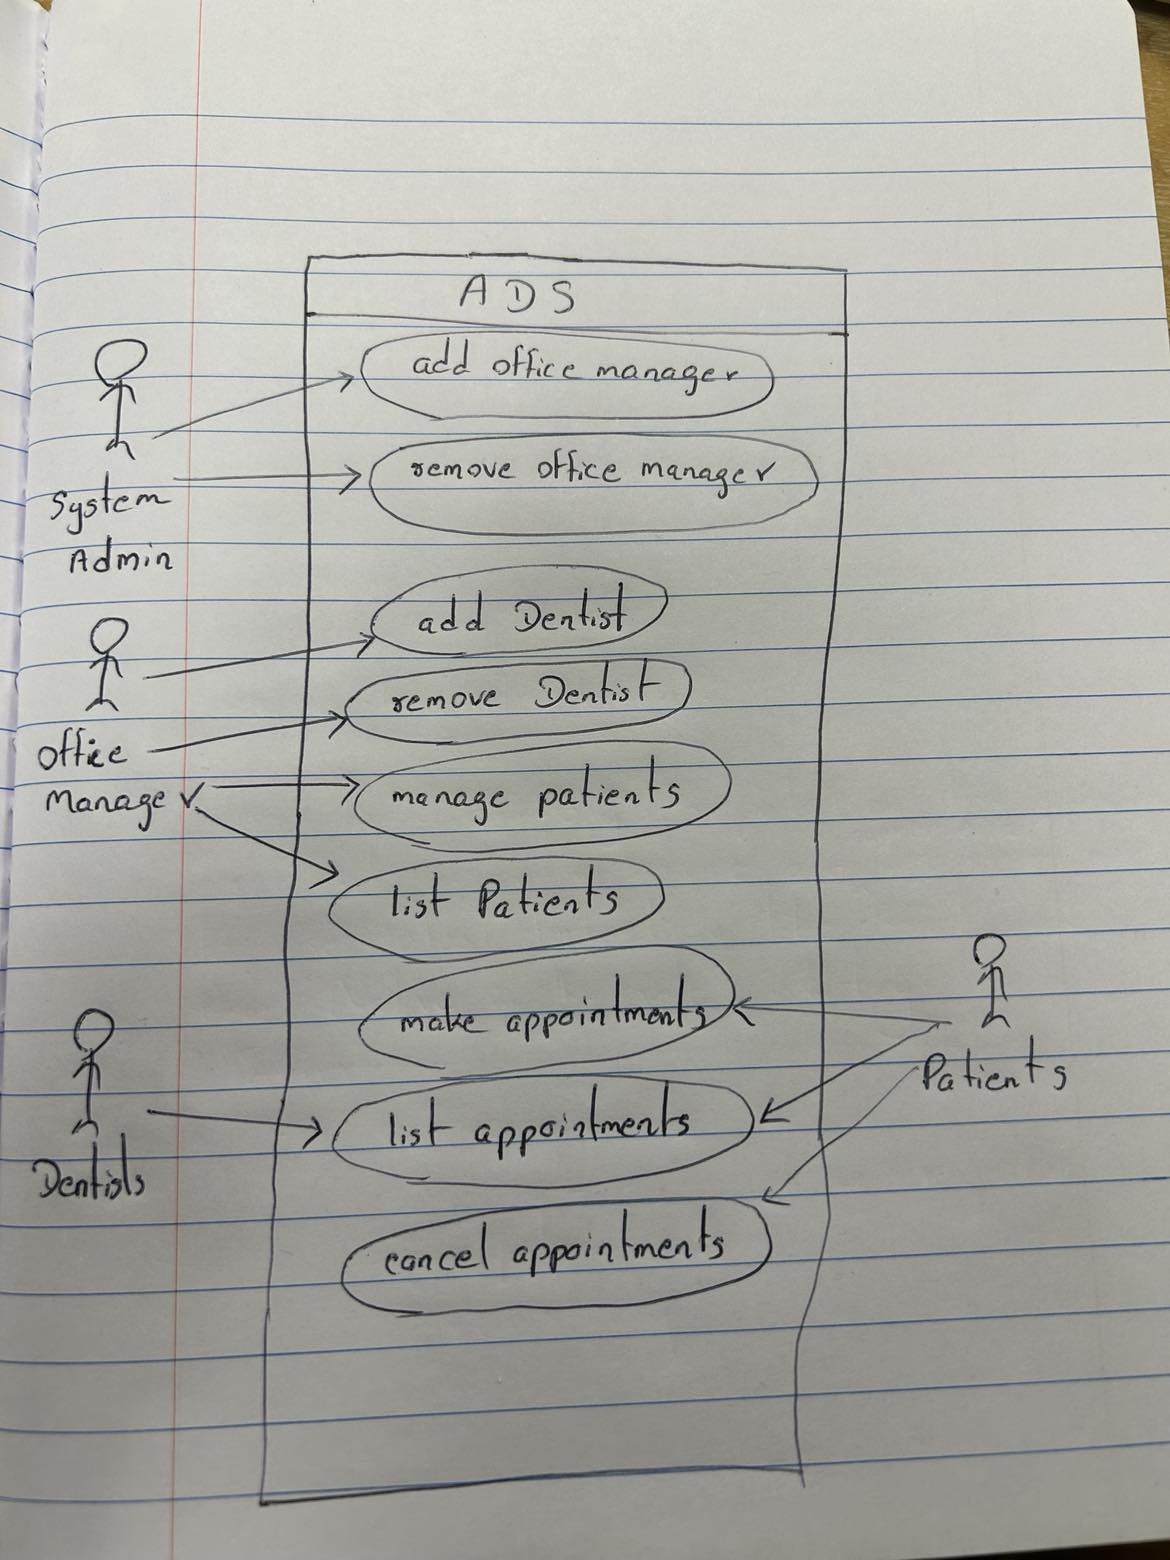 ADS
add office manager
remove office manager
System
Admin
add Dentist
remove Dentist
office
Manager
manage patients
list Patients
make appointments
Patients
list appointments
Dentists
cancel appointments